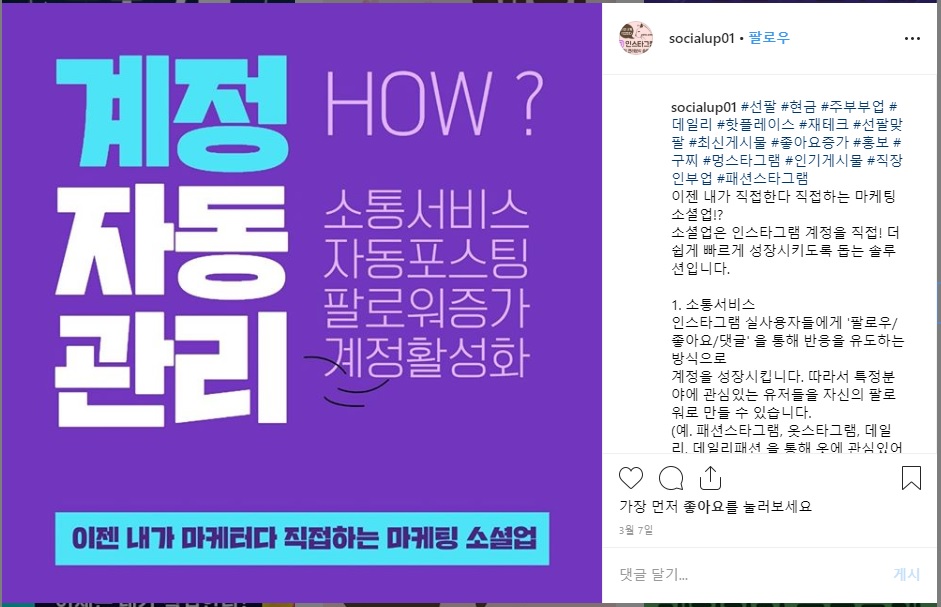 계정
자동
관리
HOW ?
소통서비스
자동포스팅
팔로워증가
계정활성화
이젠 내가 마케터다 직접하는 마케팅 소셜업
socialup01 • 팔로우
socialup01 #선팔 #현금 #주부부업 #
데일리 #핫플레이스 #재테크 #선팔맞
팔 #최신게시물 #좋아요증가 #홍보 #
구찌 #멍스타그램 #인기게시물 #직장
인부업 #패션스타그램
이젠 내가 직접한다 직접하는 마케팅
소셜업!?
소셜업은 인스타그램 계정을 직접! 더
쉽게 빠르게 성장시키도록 돕는 솔루
션입니다.
1. 소통서비스
인스타그램 실사용자들에게 '팔로우/
좋아요/댓글' 을 통해 반응을 유도하는
방식으로
계정을 성장시킵니다. 따라서 특정분
야에 관심있는 유저들을 자신의 팔로
워로 만들 수 있습니다.
(예. 패션스타그램, 옷스타그램, 데일
리, 데일리패션 을 통해 옷에 관심있어
가장 먼저 좋아요를 눌러보세요
3월 7일
댓글 달기...
게시